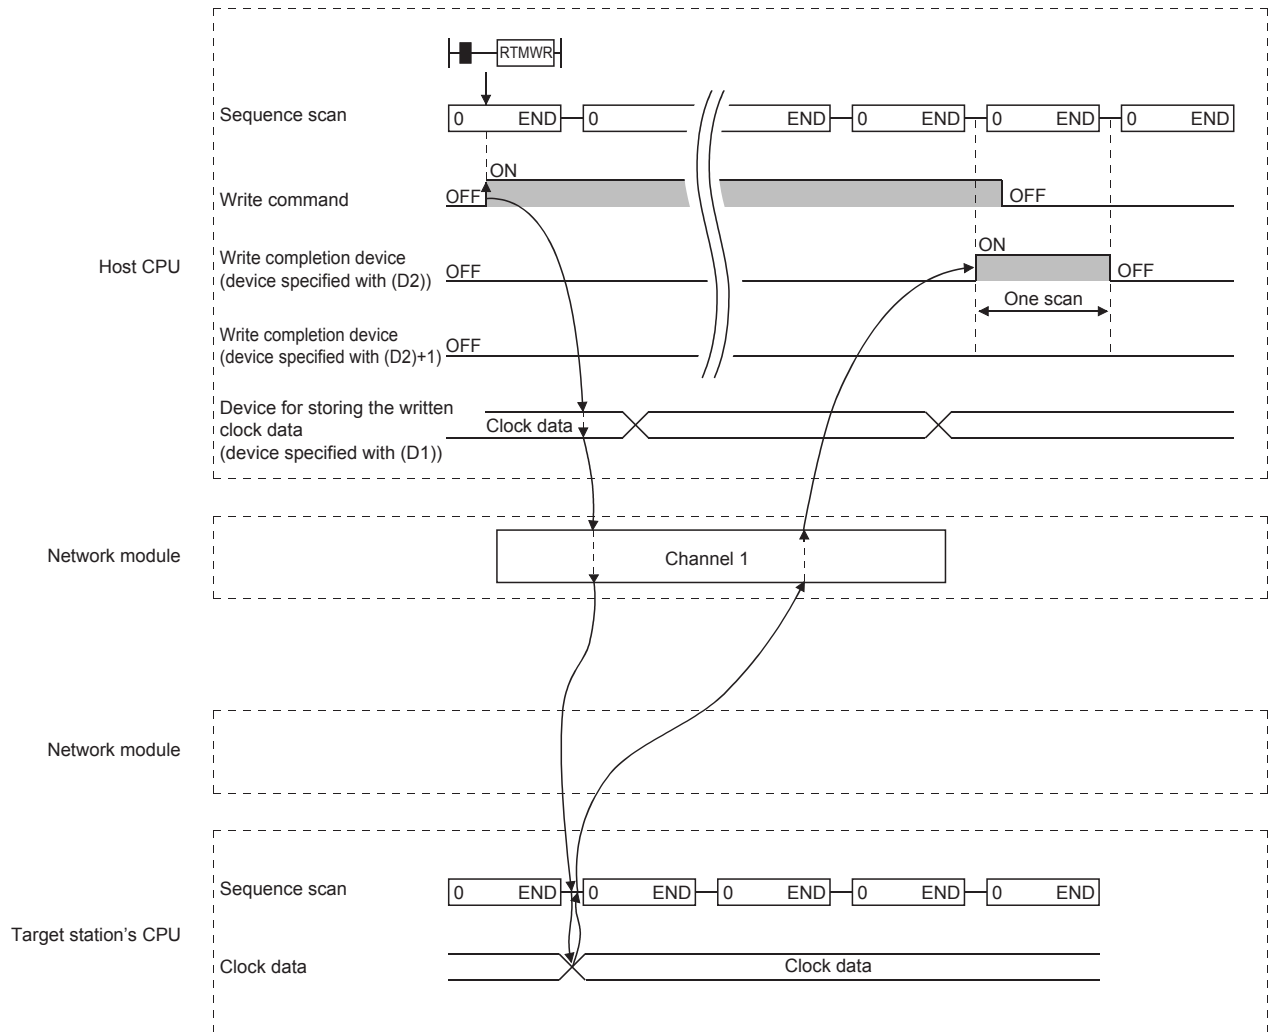 RTMWR
Sequence scan
0 END 0 END 0 END 0 END 0 END
ON
Write command
OFF
OFF
Host CPU
Write completion device
(device specified with (D2))
OFF
ON
OFF
One scan
Write completion device
(device specified with (D2)+1)
OFF
Device for storing the written
clock data
(device specified with (D1))
Clock data
Network module
Channel 1
Network module
Sequence scan
0 END 0 END 0 END 0 END 0 END
Target station's CPU
Clock data
Clock data